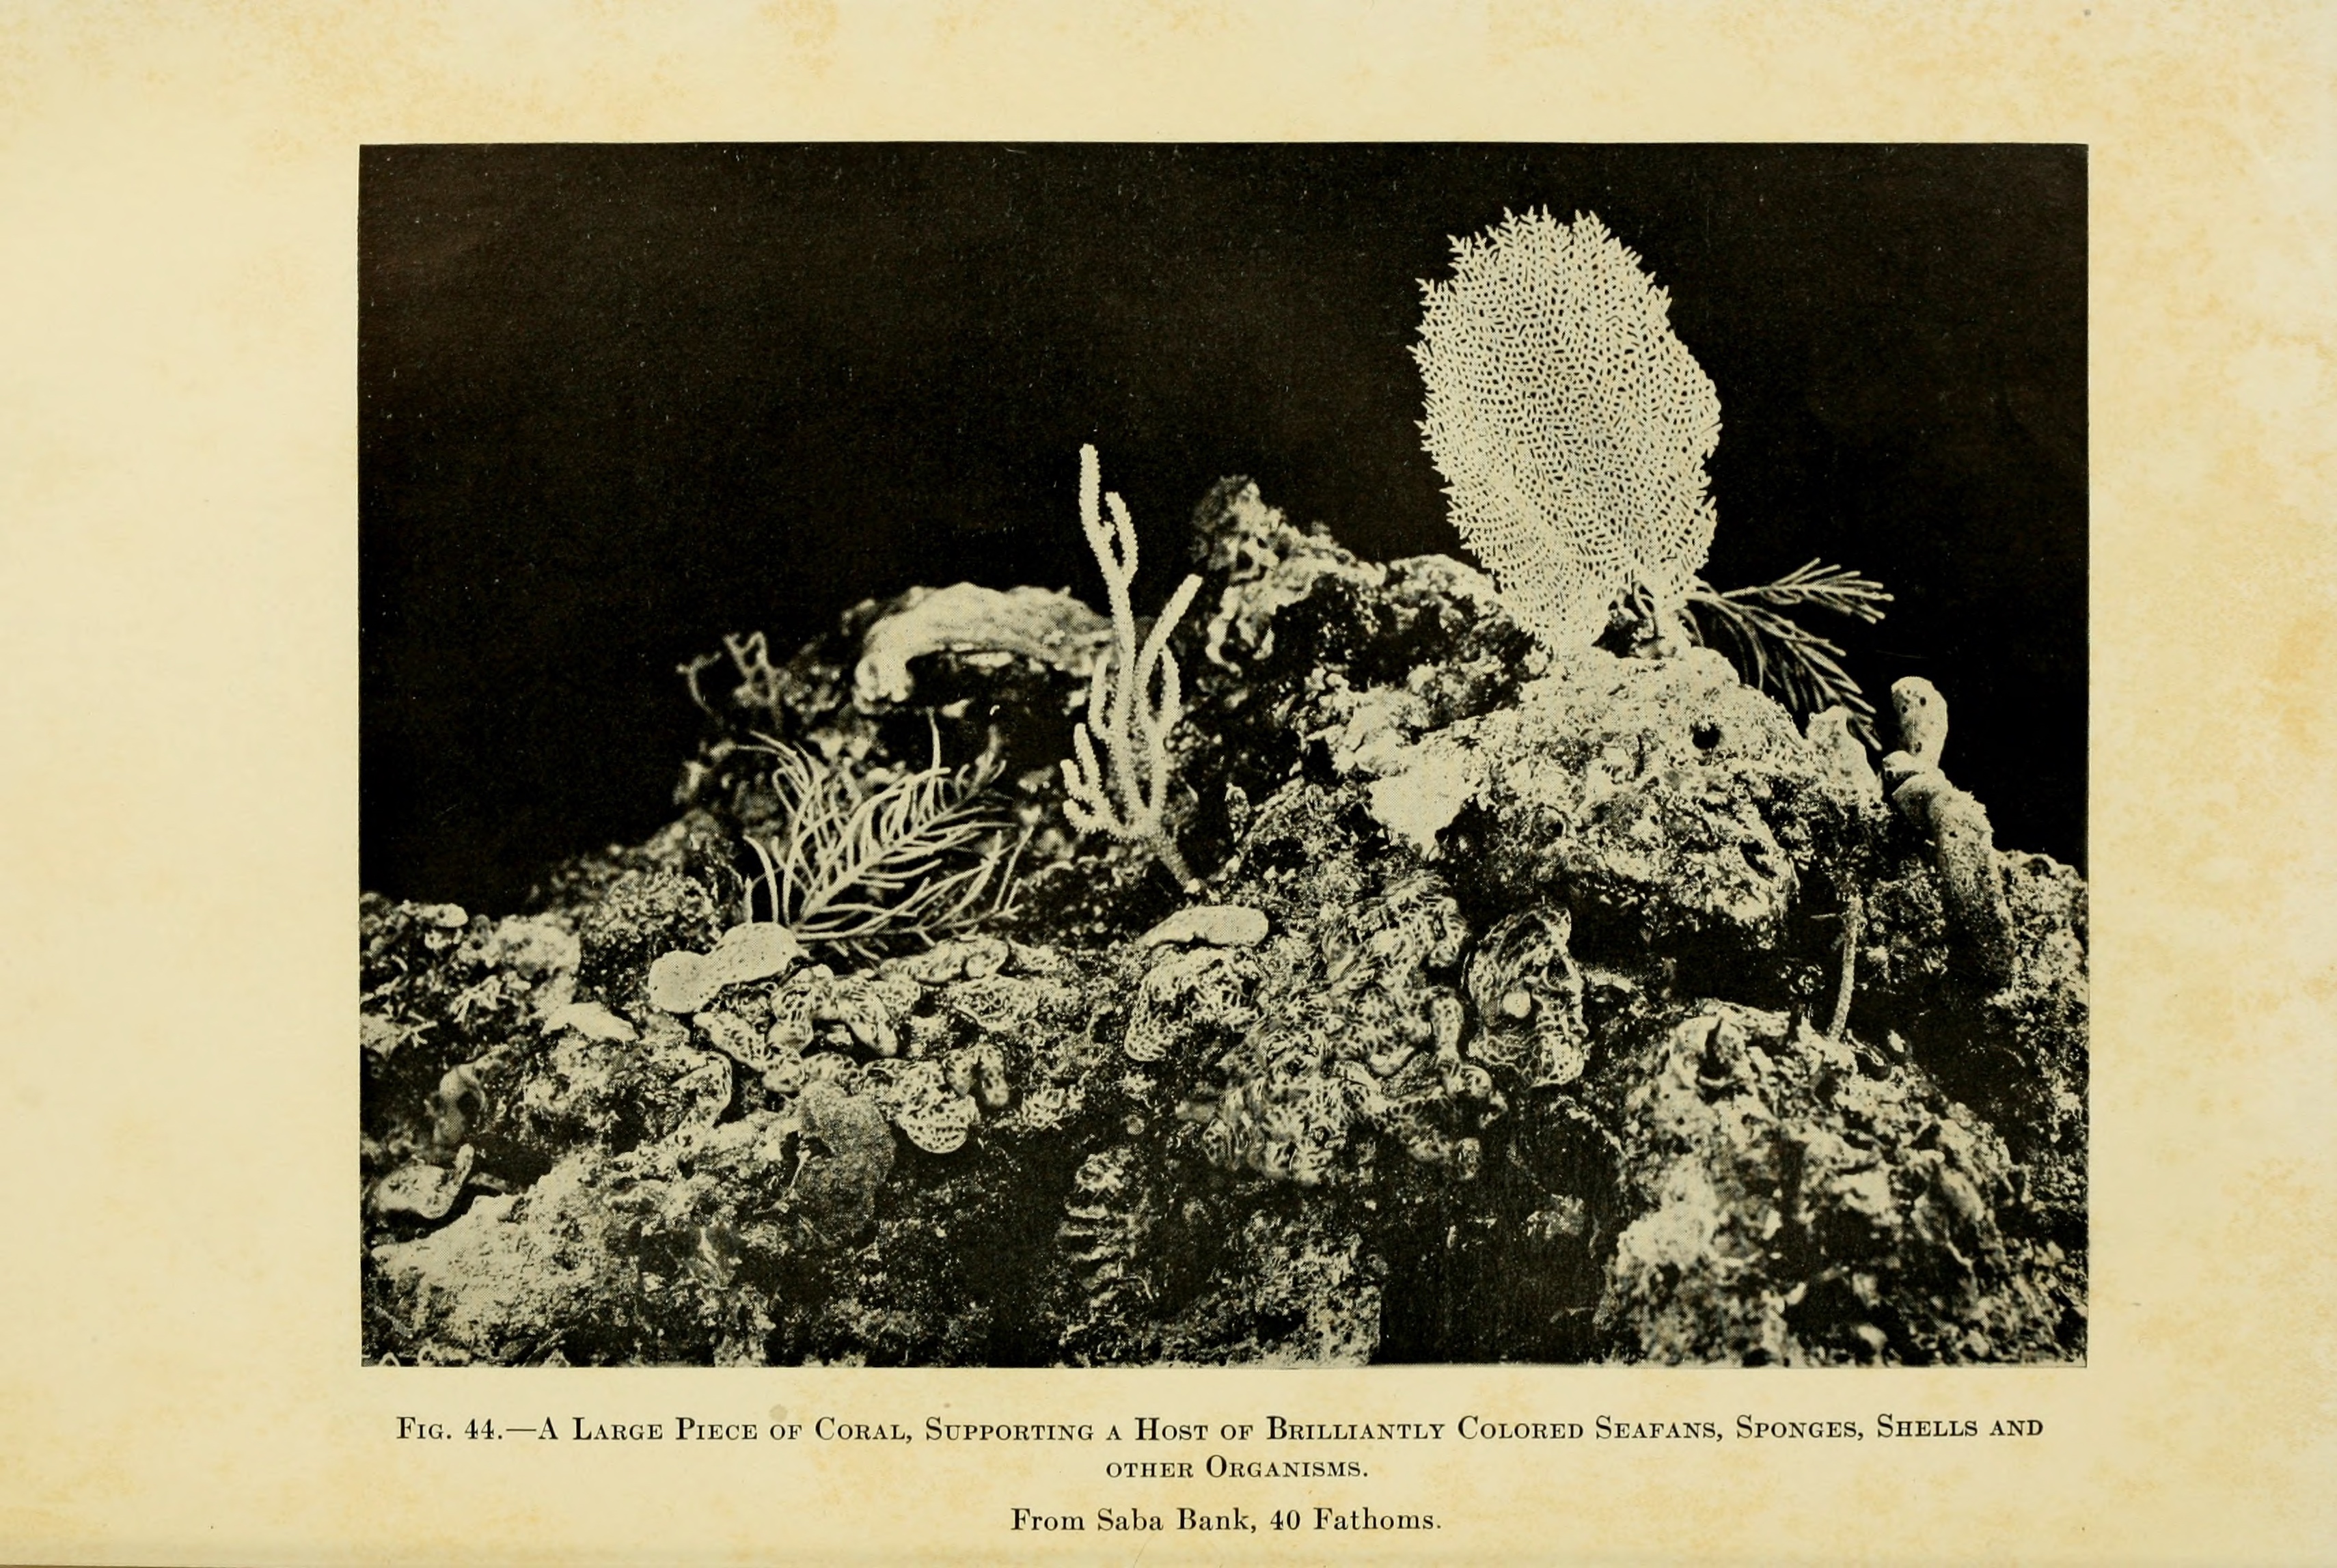 Fig. 44.—A Large Piece of Coral, Supporting a Host of Brilliantly Colored Seafans, Sponges, Shells and
other Organisms.
From Saba Bank, 40 Fathoms.